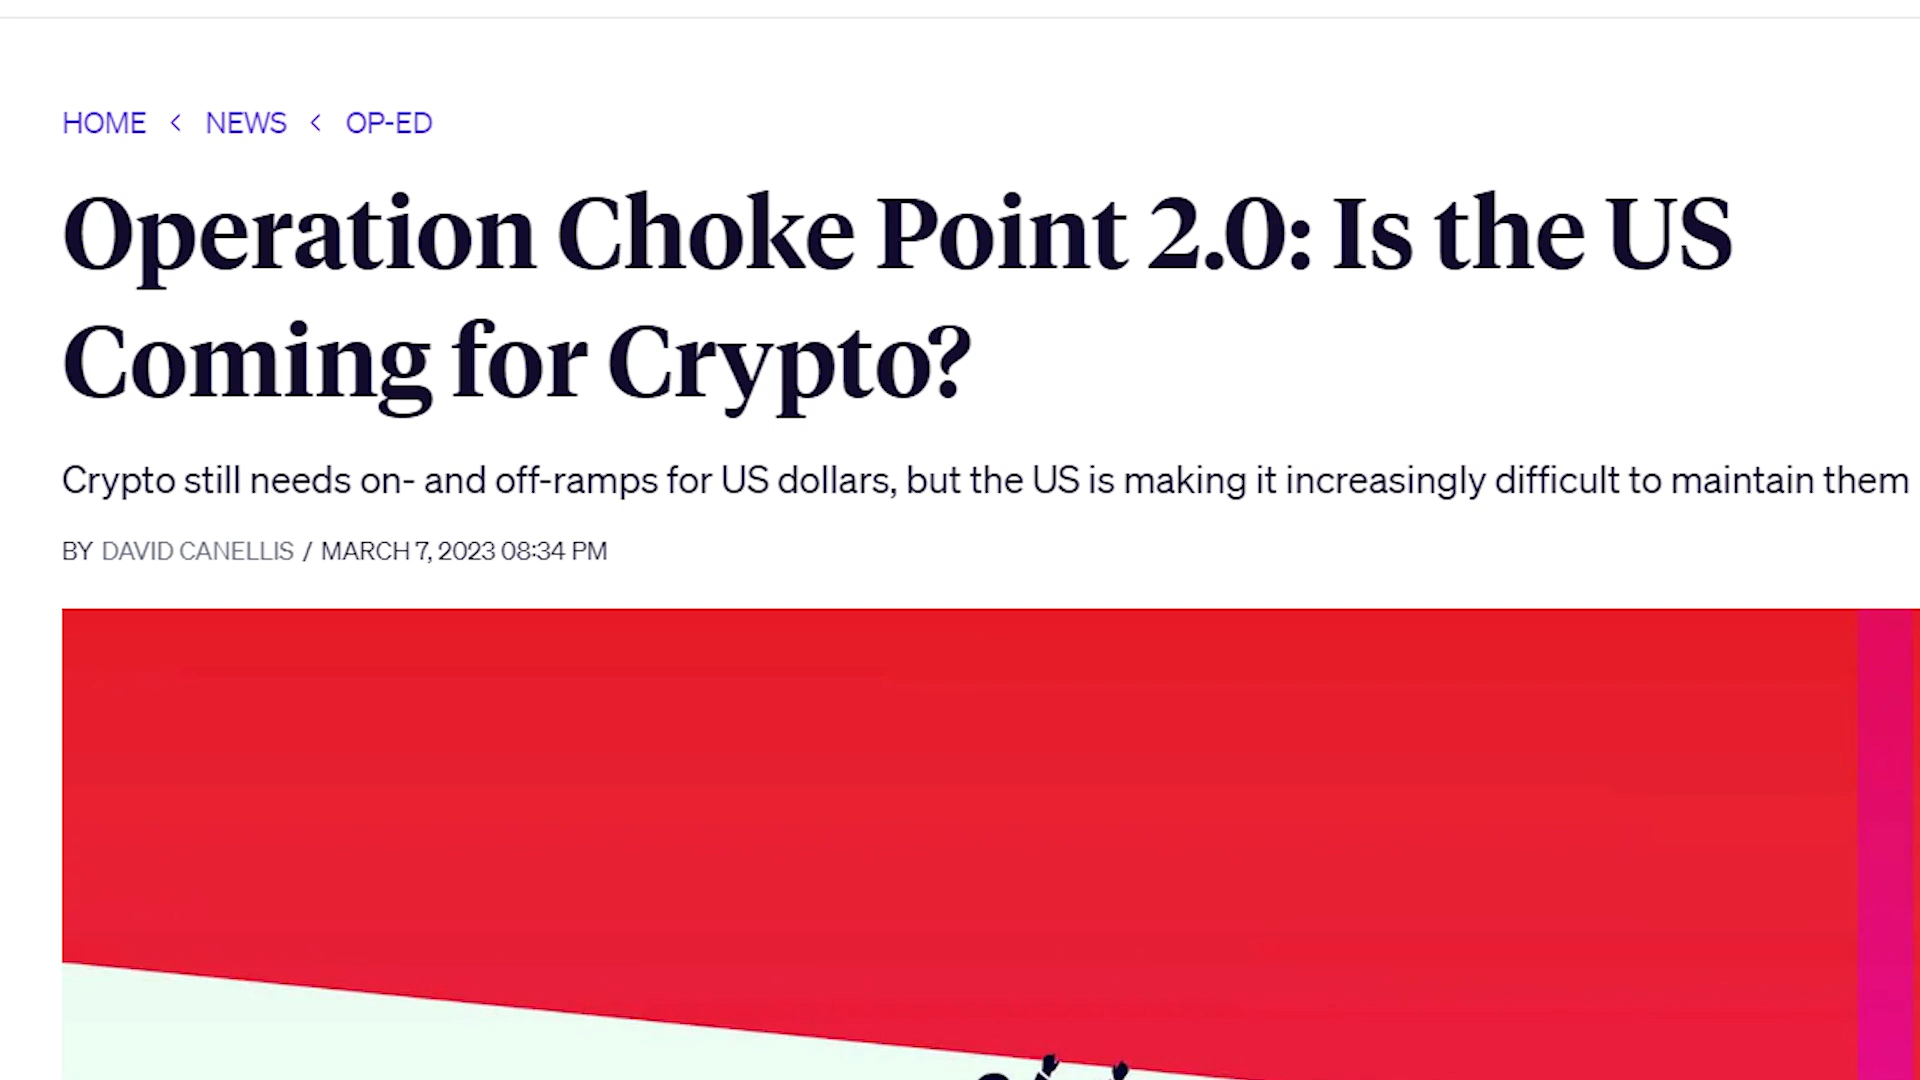 HOME < NEWS < OP-ED
Operation Choke Point 2.0: Is the US
Coming for Crypto?
Crypto still needs on- and off-ramps for US dollars, but the US is making it increasingly difficult to maintain them
BY DAVID CANELLIS / MARCH 7, 2023 08:34 PM